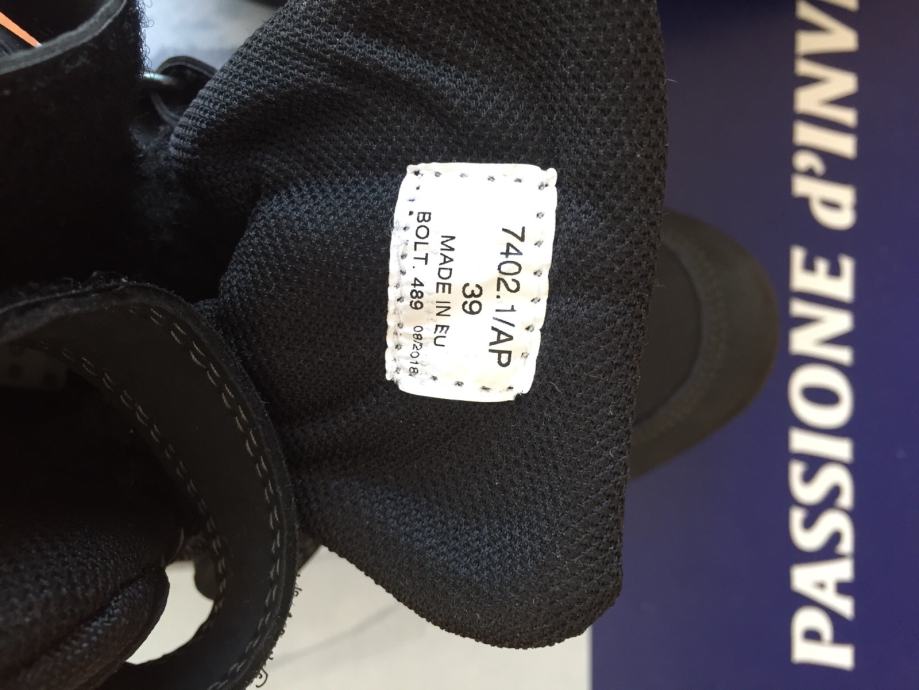 7402.1/AP
39
MADE IN EU
BOLT. 489 08/2018
PASSIONE d'INV